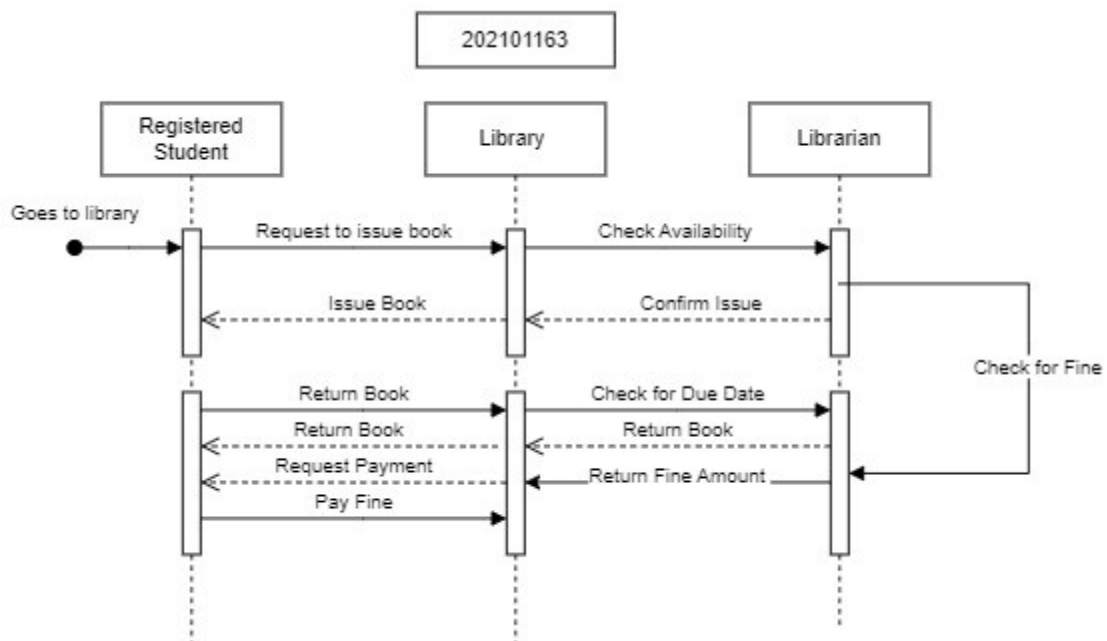 202101163
Registered
Student
Library
Librarian
Goes to library
Request to issue book
Check Availability
Issue Book
Confirm Issue
Check for Fine
Return Book
Check for Due Date
Return Book
Return Book
Request Payment
Return Fine Amount
Pay Fine